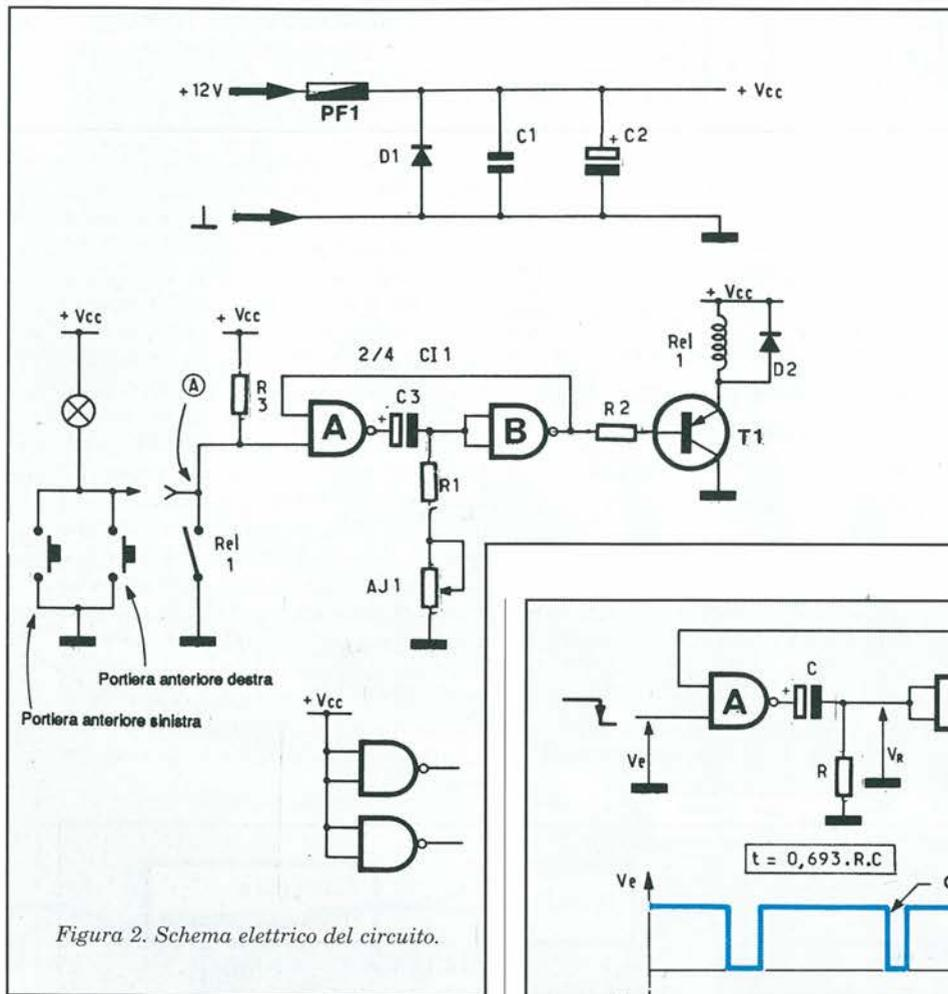 +12V
PF1
+ Vcc
D1
C1
+ C2
+ Vcc
+ Vcc
+ Vcc
A
R
3
2/4 CI 1
C3
+
A
B
R2
Rel
1
D2
T1
R1
Rel
1
AJ 1
Portiera anteriore destra
Portiera anteriore sinistra
+ Vcc
A
C
+
Ve
VR
R
t = 0,693.R.C
Ve
Figura 2. Schema elettrico del circuito.